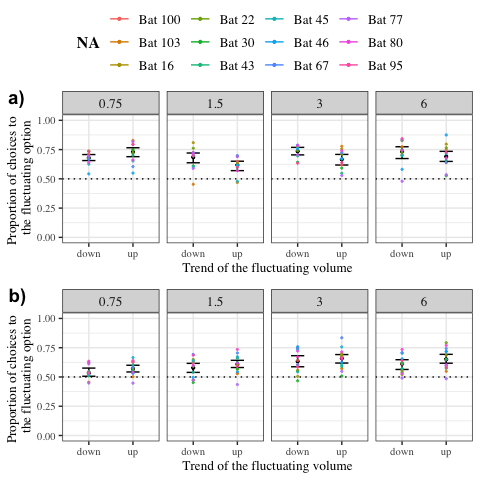 Bat 100 Bat 22 Bat 45 Bat 77
NA Bat 103 Bat 30 Bat 46 Bat 80
Bat 16 Bat 43 Bat 67 Bat 95
a)
0.75 1.5 3 6
Proportion of choices to
the fluctuating option
1.00
0.75
0.50
0.25
0.00
down up down up down up down up
Trend of the fluctuating volume
b)
0.75 1.5 3 6
Proportion of choices to
the fluctuating option
1.00
0.75
0.50
0.25
0.00
down up down up down up down up
Trend of the fluctuating volume